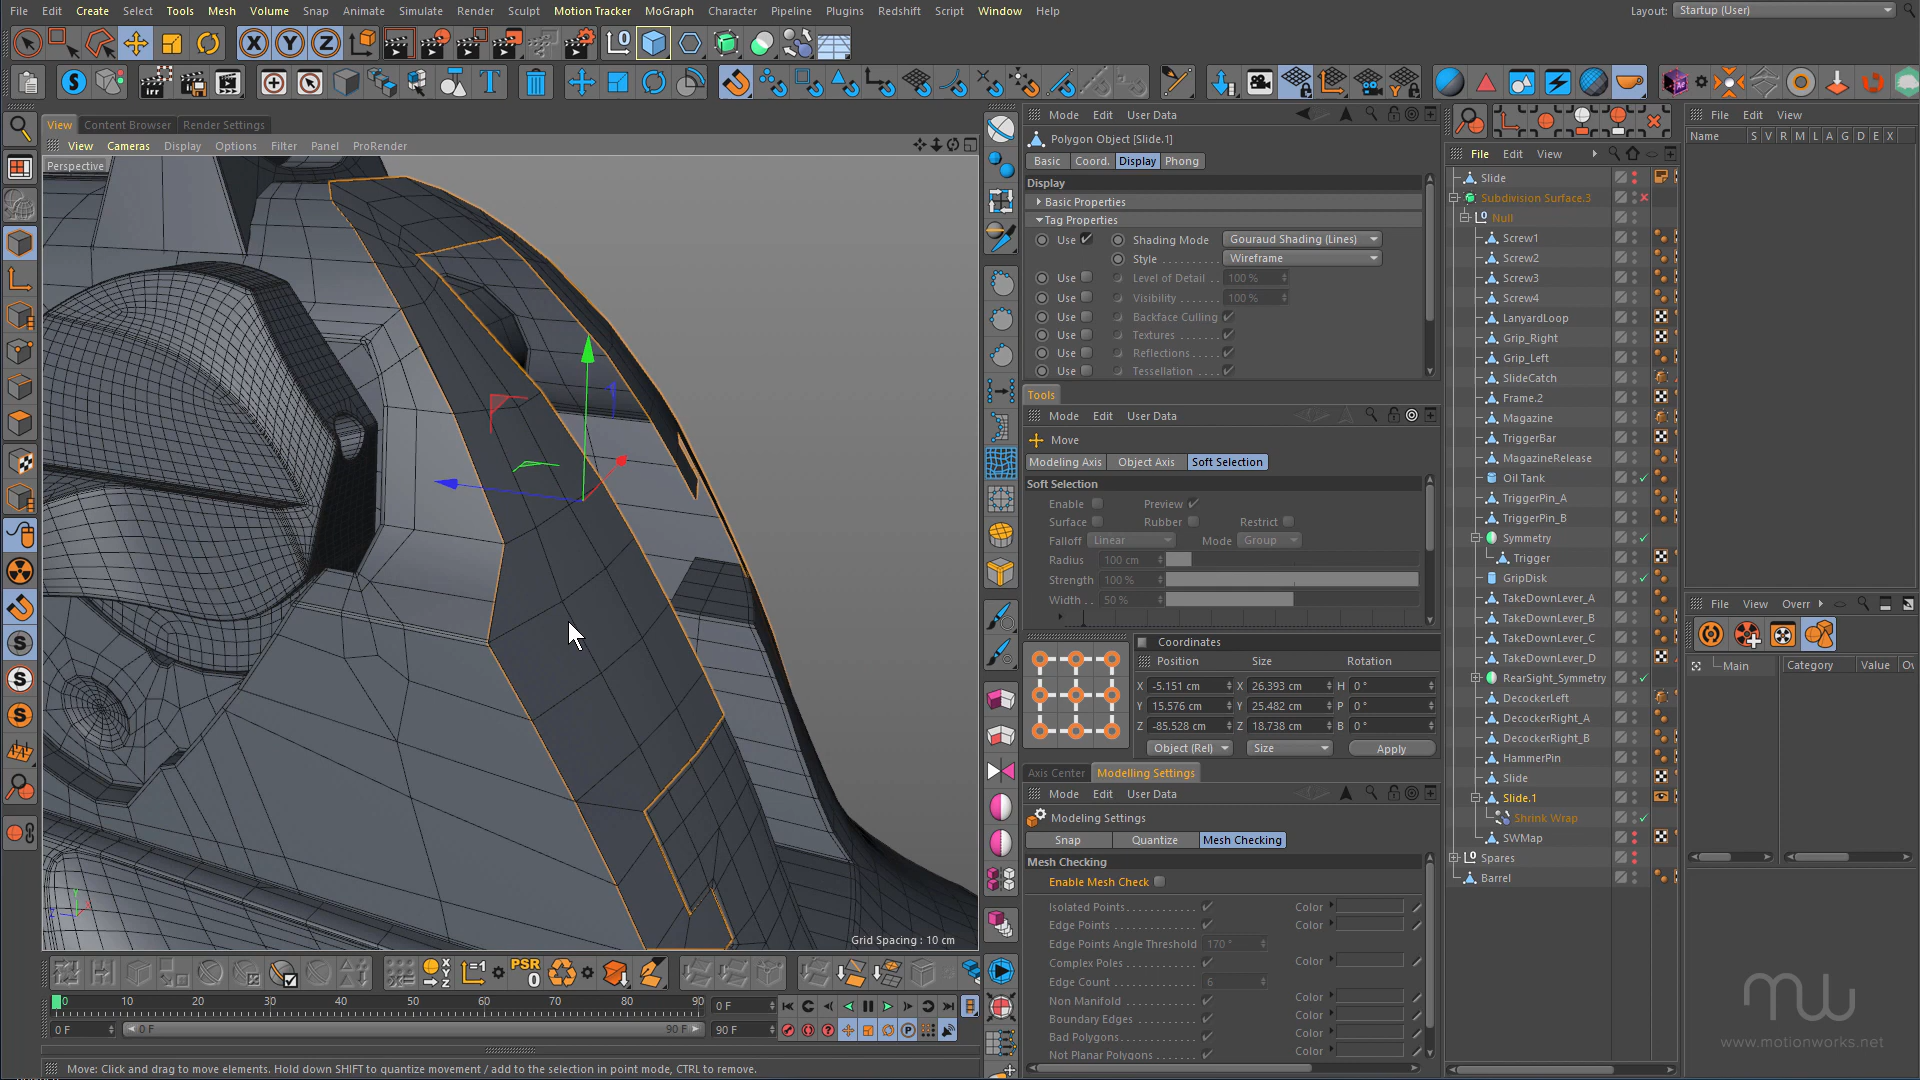 File Edit Create Select Tools Mesh Volume Snap Animate Simulate Render Sculpt Motion Tracker MoGraph Character Pipeline Plugins Redshift Script Window Help Layout: Startup (User)
View Content Browser Render Settings
View Cameras Display Options Filter Panel ProRender
Perspective
Grid Spacing : 10 cm
Mode Edit User Data
Polygon Object [Slide.1]
Basic Coord. Display Phong
Display
Basic Properties
Tag Properties
Use Shading Mode Gouraud Shading (Lines)
Style Wireframe
Use Level of Detail 100 %
Use Visibility 100 %
Use Backface Culling
Use Textures
Use Reflections
Use Tessellation
Tools
Mode Edit User Data
Move
Modeling Axis Object Axis Soft Selection
Soft Selection
Enable Preview
Surface Rubber Restrict
Falloff Linear Mode Group
Radius 100 cm
Strength 100 %
Width 50 %
Coordinates
Position Size Rotation
X -5.151 cm X 26.393 cm H 0 °
Y 15.576 cm Y 25.482 cm P 0 °
Z -85.528 cm Z 18.738 cm B 0 °
Object (Rel) Size Apply
Axis Center Modelling Settings
Mode Edit User Data
Modeling Settings
Snap Quantize Mesh Checking
Mesh Checking
Enable Mesh Check
Isolated Points Color
Edge Points Color
Edge Points Angle Threshold 170 °
Complex Poles Color
Edge Count 6
Non Manifold Color
Boundary Edges Color
Bad Polygons Color
Not Planar Polygons Color
File Edit View
Slide
Subdivision Surface.3
Null
Screw1
Screw2
Screw3
Screw4
LanyardLoop
Grip_Right
Grip_Left
SlideCatch
Frame.2
Magazine
TriggerBar
MagazineRelease
Oil Tank
TriggerPin_A
TriggerPin_B
Symmetry
Trigger
GripDisk
TakeDownLever_A
TakeDownLever_B
TakeDownLever_C
TakeDownLever_D
RearSight_Symmetry
DecockerLeft
DecockerRight_A
DecockerRight_B
HammerPin
Slide
Slide.1
Shrink Wrap
SWMap
Spares
Barrel
File Edit View
Name S V R M L A G D E X
File View Overr
Main Category Value
PSR
0
0 10 20 30 40 50 60 70 80 90 0 F
0 F 0 F 90 F 90 F
Move: Click and drag to move elements. Hold down SHIFT to quantize movement / add to the selection in point mode, CTRL to remove.
mw
www.motionworks.net